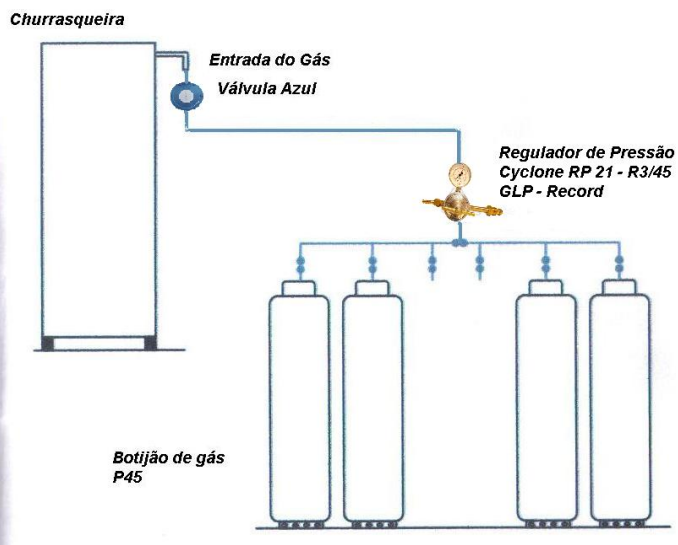 Churrasqueira
Entrada do Gás
Válvula Azul
Regulador de Pressão
Cyclone RP 21 - R3/45
GLP - Record
Botijão de gás
P45